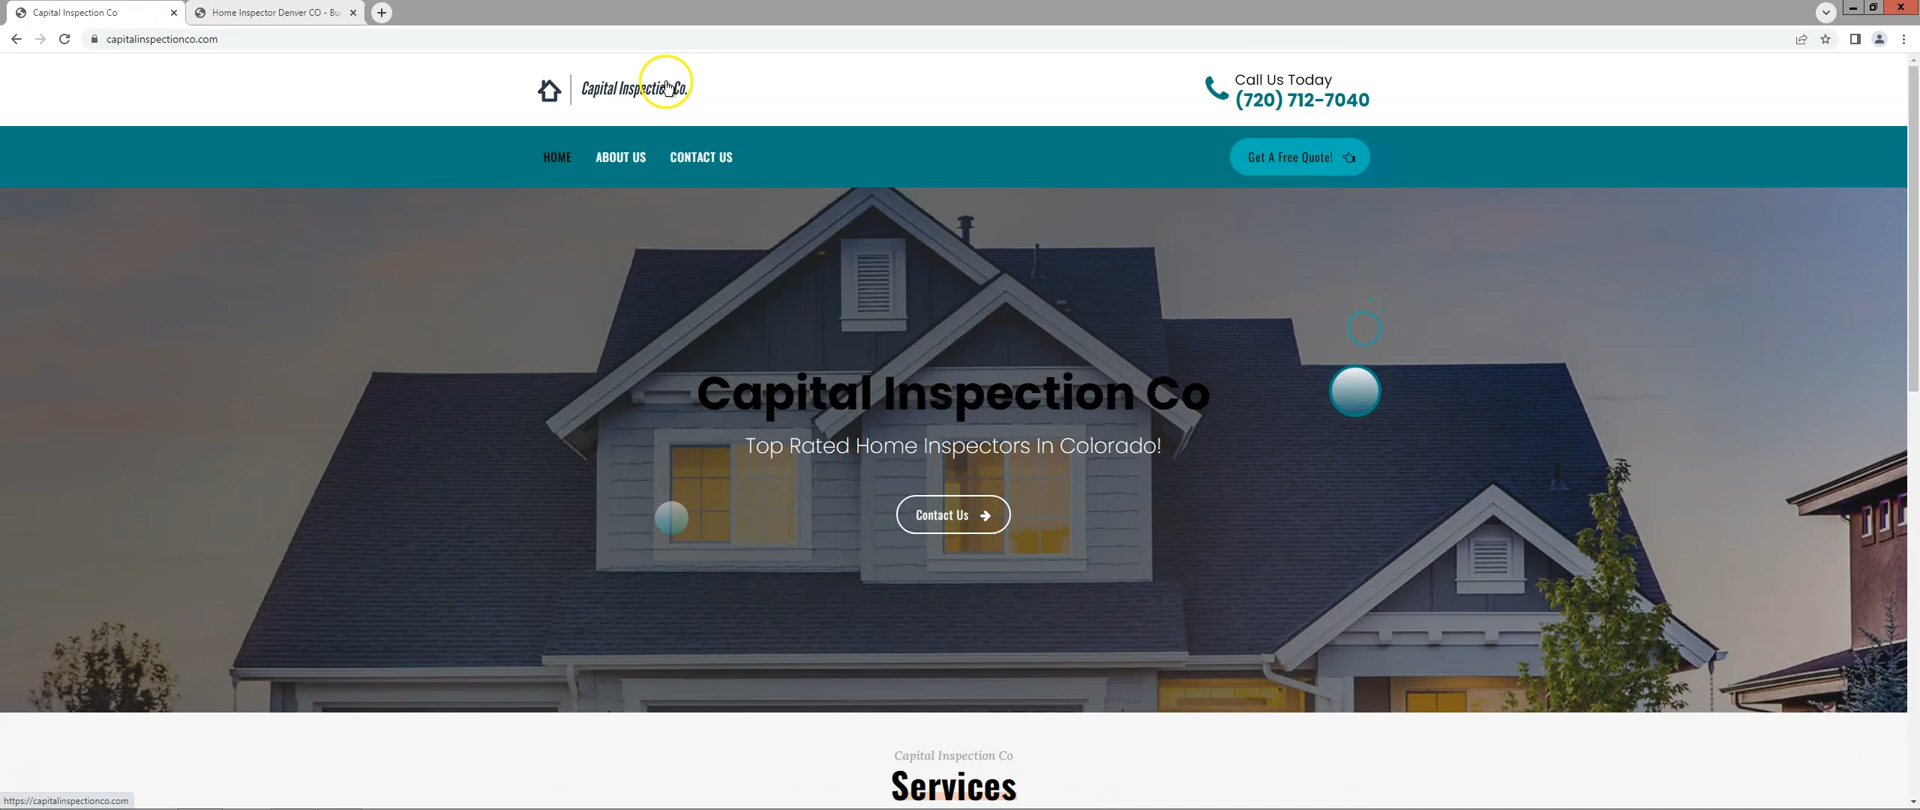 Capital Inspection Co
Home Inspector Denver CO - Bu
capitalinspectionco.com
Capital Inspection Co.
Call Us Today
(720) 712-7040
HOME
ABOUT US
CONTACT US
Get A Free Quote!
Capital Inspection Co
Top Rated Home Inspectors In Colorado!
Contact Us
Capital Inspection Co
Services
https://capitalinspectionco.com